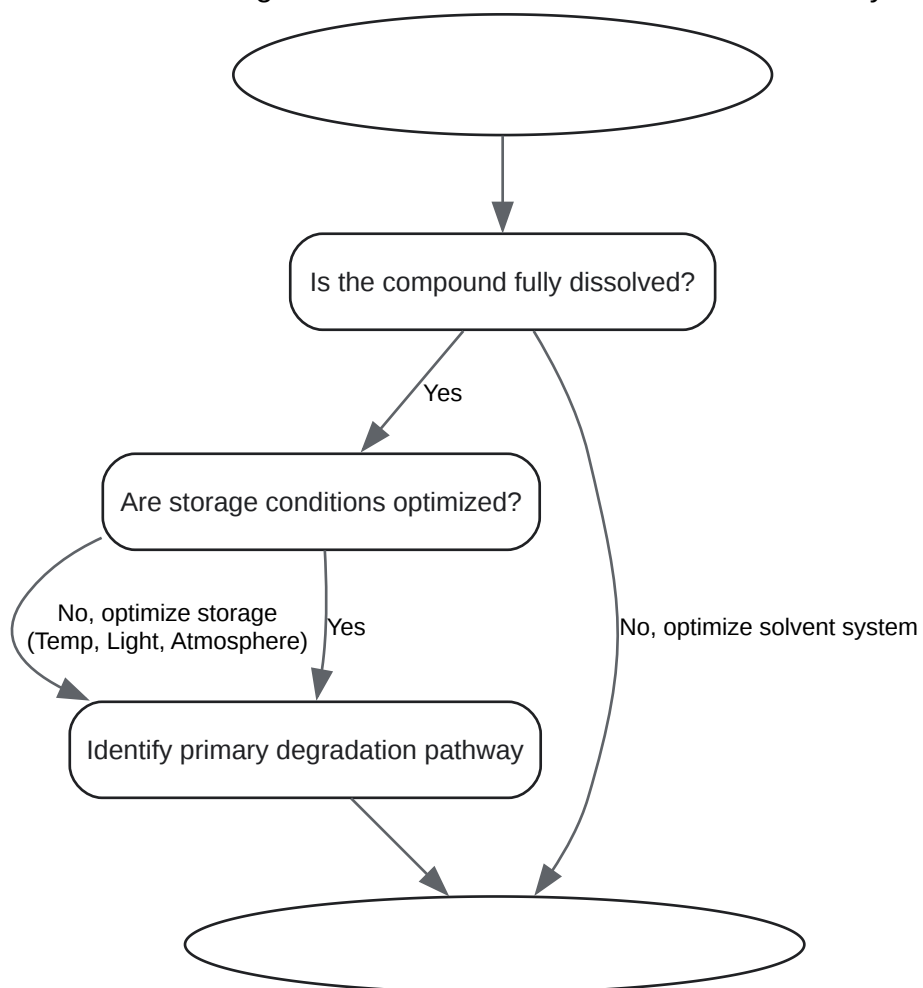 Is the compound fully dissolved?
Yes
Are storage conditions optimized?
No, optimize storage
(Temp, Light, Atmosphere)
Yes
No, optimize solvent system
Identify primary degradation pathway